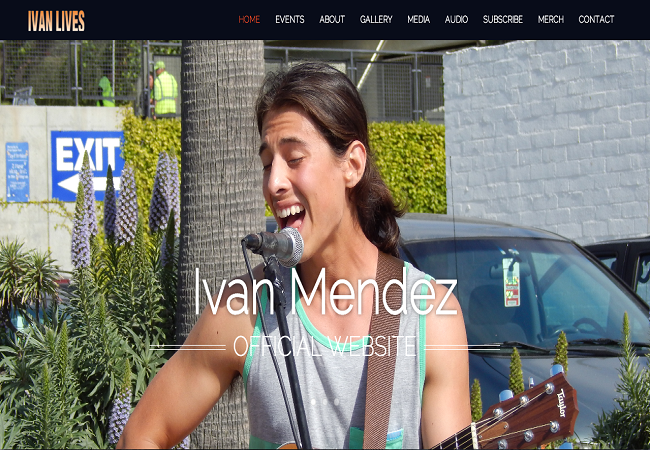 IVAN LIVES
HOME EVENTS ABOUT GALLERY MEDIA AUDIO SUBSCRIBE MERCH CONTACT
EXIT
Ivan Mendez
OFFICIAL WEBSITE
Taylor